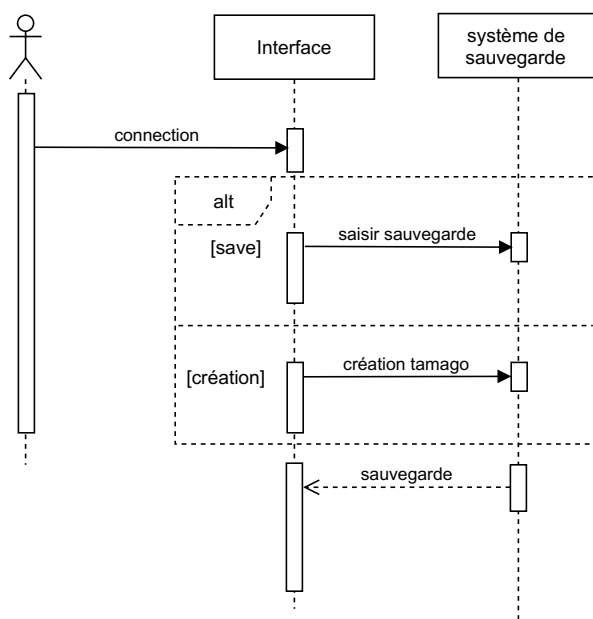 Interface
système de
sauvegarde
connection
alt
[save]
saisir sauvegarde
[création]
création tamago
sauvegarde